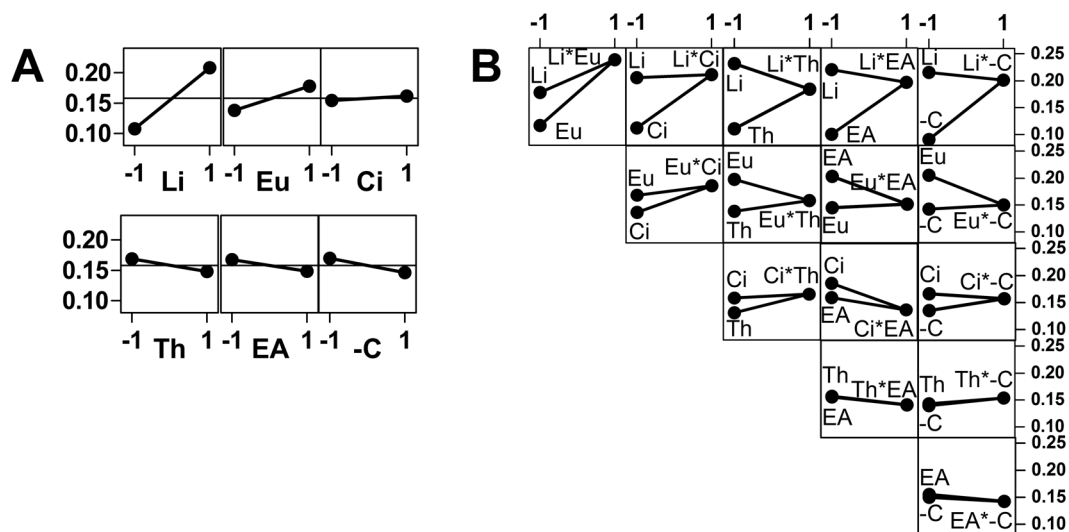 A
0.20
0.15
0.10
-1 Li 1 -1 Eu 1 -1 Ci 1
0.20
0.15
0.10
-1 Th 1 -1 EA 1 -1 -C 1
B
-1 1 -1 1 -1 1 -1 1 -1 1
Li*Eu Li Eu
Li Li*Ci Ci
Li*Th Li Th
Li*EA Li EA
Li Li*-C -C
0.25
0.20
0.15
0.10
Eu Eu*Ci Ci
Eu Th Eu*Th
EA Eu*EA Eu
Eu -C Eu*-C
0.25
0.20
0.15
0.10
Ci Ci*Th Th
Ci EA Ci*EA
Ci Ci*-C -C
0.25
0.20
0.15
0.10
Th Th*EA EA
Th Th*-C -C
0.25
0.20
0.15
0.10
EA -C EA*-C
0.25
0.20
0.15
0.10